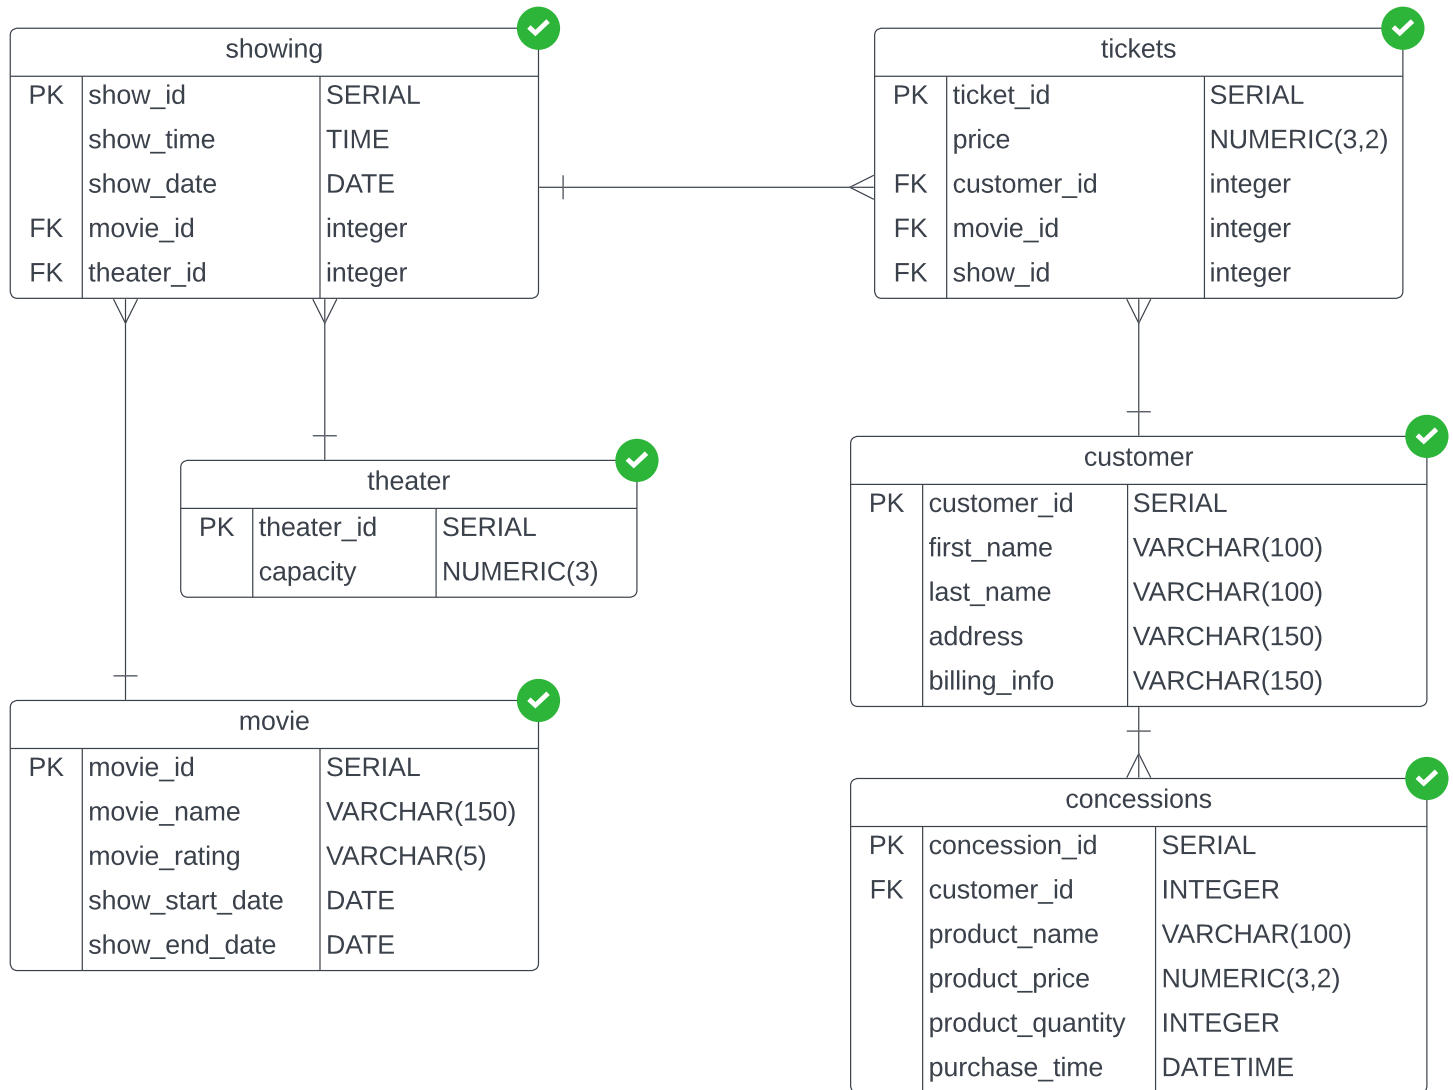 showing
PK show_id SERIAL
show_time TIME
show_date DATE
FK movie_id integer
FK theater_id integer
tickets
PK ticket_id SERIAL
price NUMERIC(3,2)
FK customer_id integer
FK movie_id integer
FK show_id integer
theater
PK theater_id SERIAL
capacity NUMERIC(3)
customer
PK customer_id SERIAL
first_name VARCHAR(100)
last_name VARCHAR(100)
address VARCHAR(150)
billing_info VARCHAR(150)
movie
PK movie_id SERIAL
movie_name VARCHAR(150)
movie_rating VARCHAR(5)
show_start_date DATE
show_end_date DATE
concessions
PK concession_id SERIAL
FK customer_id INTEGER
product_name VARCHAR(100)
product_price NUMERIC(3,2)
product_quantity INTEGER
purchase_time DATETIME